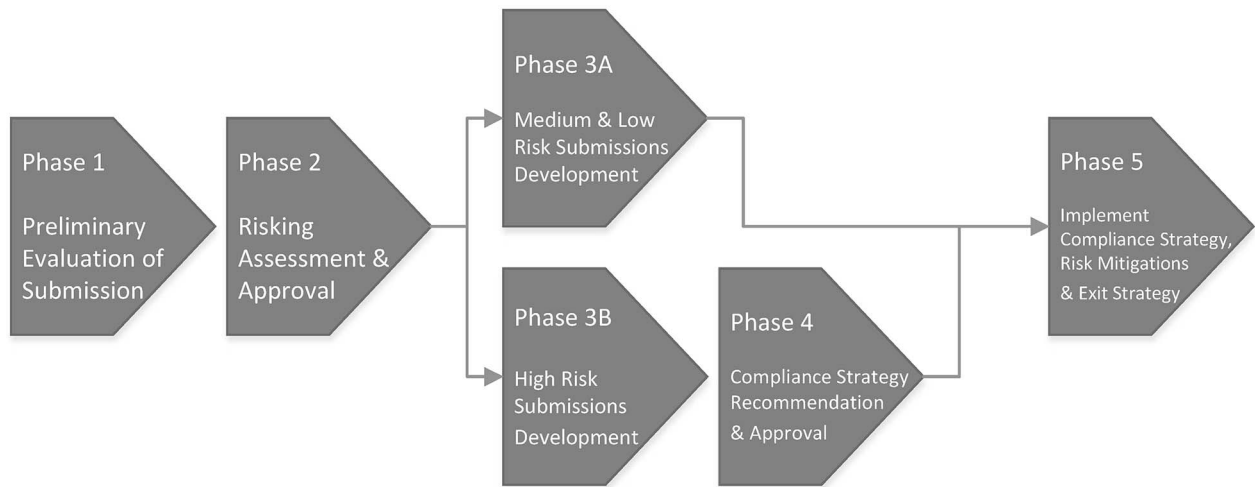 Phase 1
Preliminary
Evaluation of
Submission
Phase 2
Risking
Assessment &
Approval
Phase 3A
Medium & Low
Risk Submissions
Development
Phase 3B
High Risk
Submissions
Development
Phase 4
Compliance Strategy
Recommendation
& Approval
Phase 5
Implement
Compliance Strategy,
Risk Mitigations
& Exit Strategy